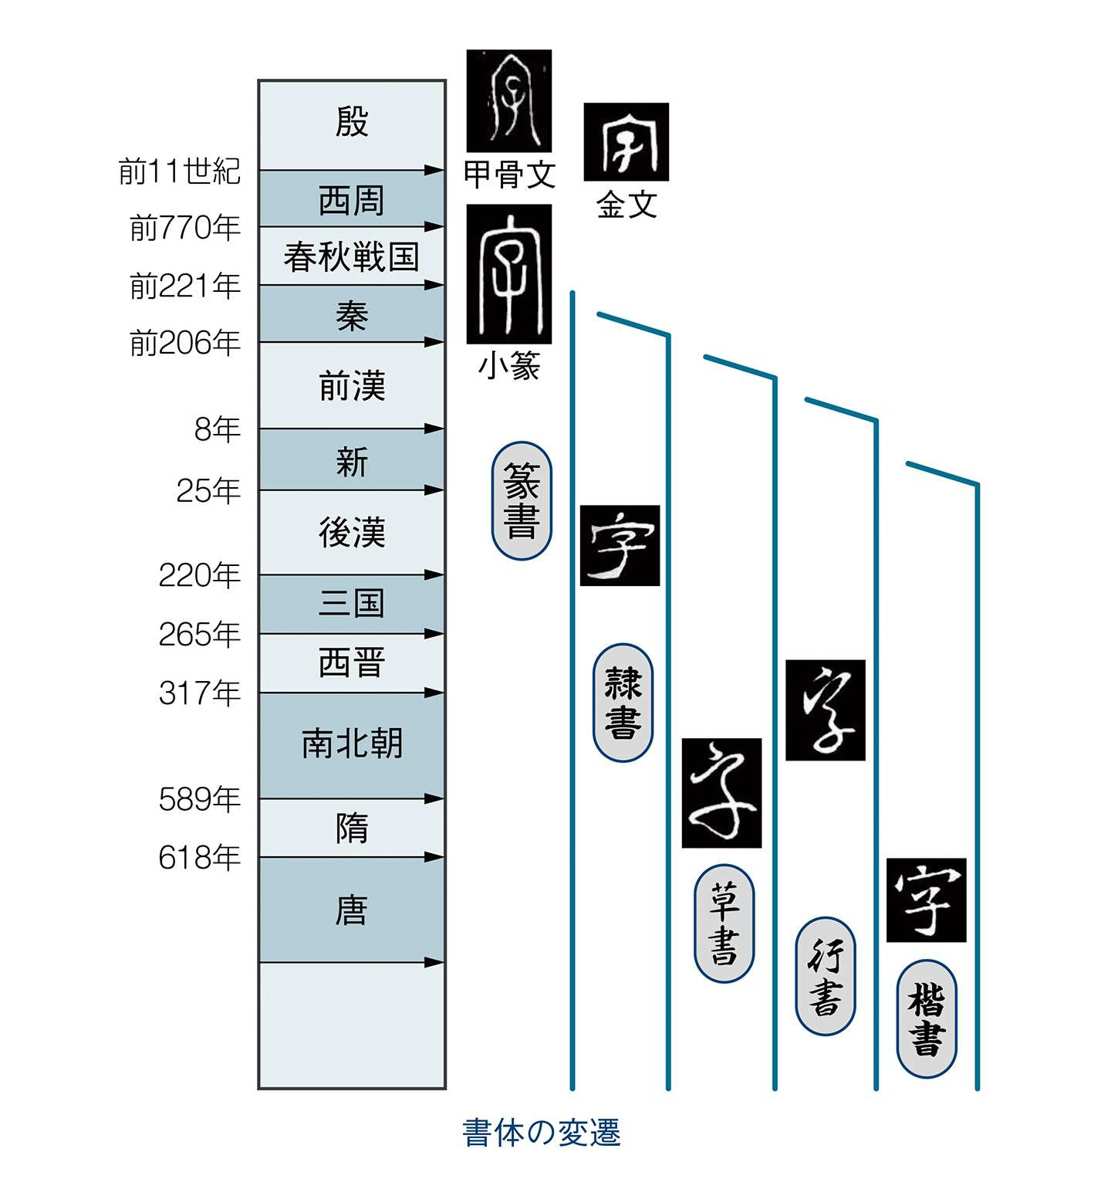 殷
前11世紀
西周
前770年
春秋戦国
前221年
秦
前206年
前漢
8年
新
25年
後漢
220年
三国
265年
西晋
317年
南北朝
589年
隋
618年
唐
字
甲骨文
字
金文
字
小篆
篆書
字
隷書
字
草書
字
行書
字
楷書
書体の変遷